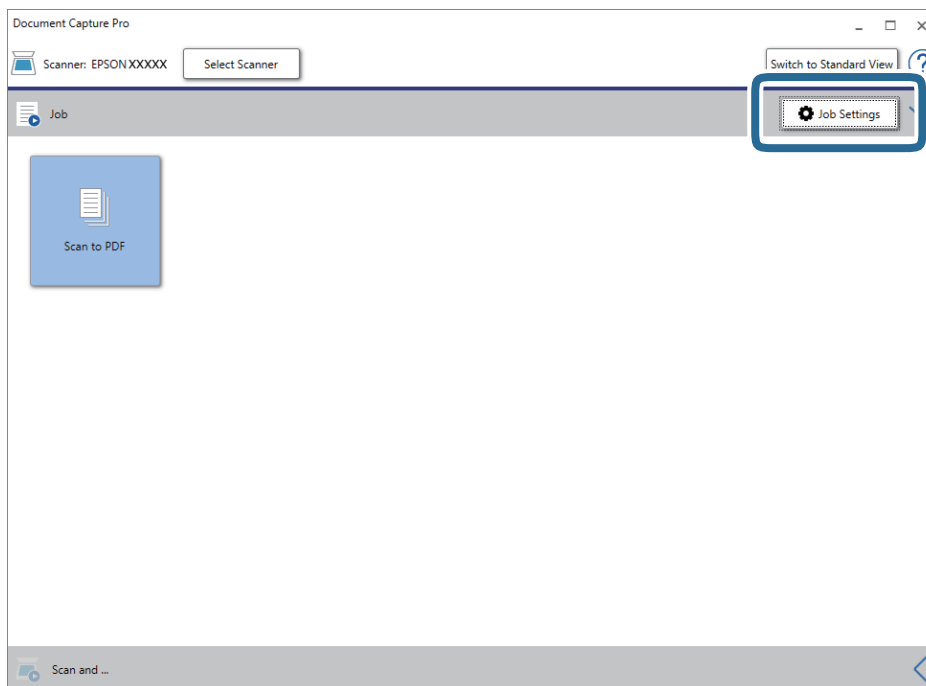 Document Capture Pro
Scanner: EPSON XXXXX Select Scanner Switch to Standard View ?
Job Job Settings
Scan to PDF
Scan and ...